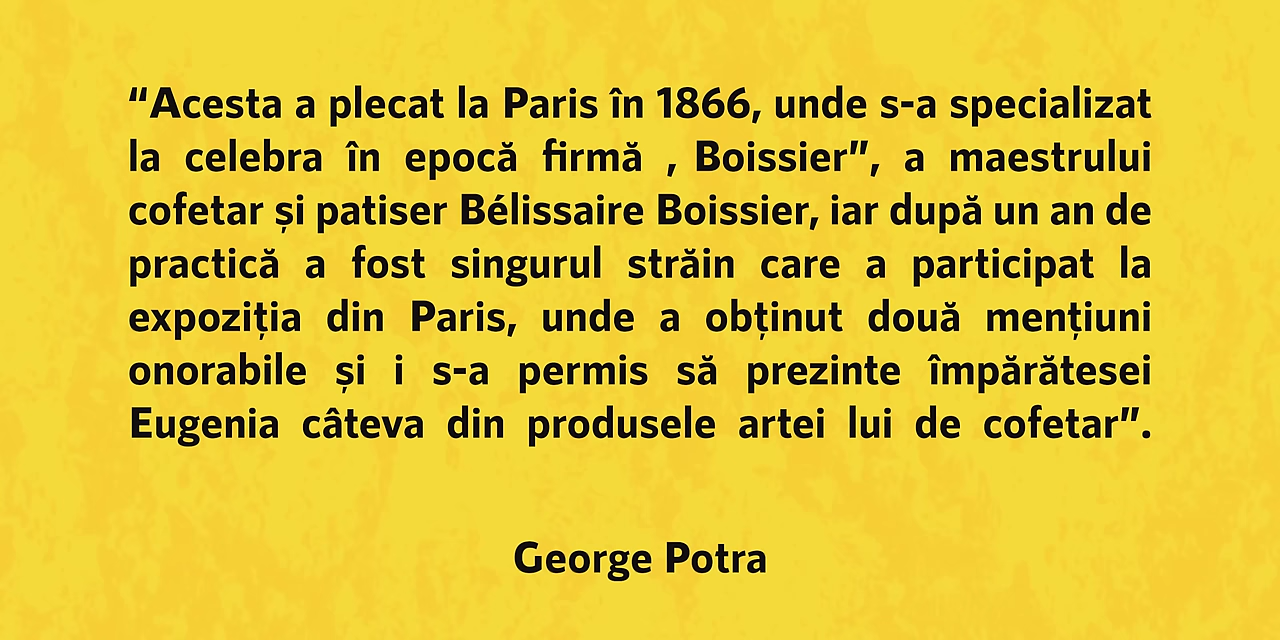 “Acesta a plecat la Paris în 1866, unde s-a specializat
la celebra în epocă firmă , Boissier”, a maestrului
cofetar și patiser Bélissaire Boissier, iar după un an de
practică a fost singurul străin care a participat la
expoziția din Paris, unde a obținut două mențiuni
onorabile și i s-a permis să prezinte împărătesei
Eugenia câteva din produsele artei lui de cofetar”.
George Potra